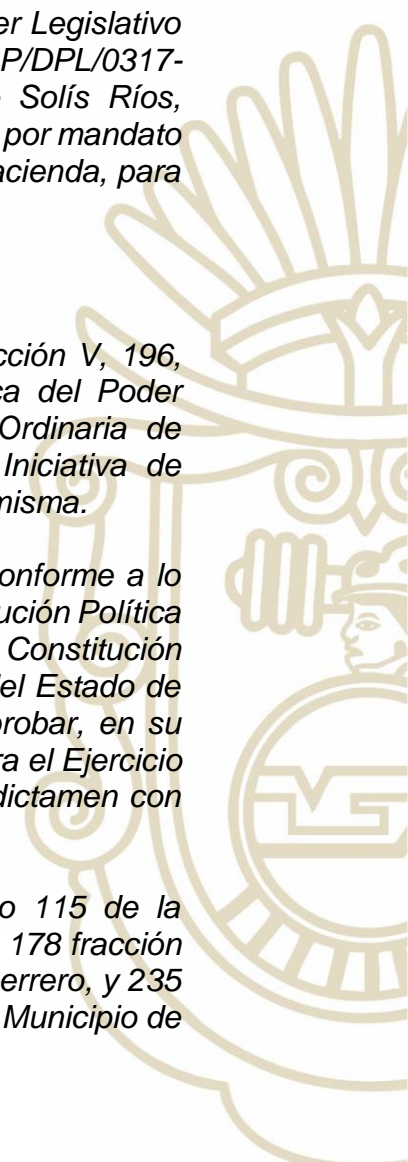 er Legislativo
P/DPL/0317-
Solís Ríos,
por mandato
acienda, para
cción V, 196,
ca del Poder
Ordinaria de
Iniciativa de
misma.
onforme a lo
ución Política
Constitución
del Estado de
probar, en su
ra el Ejercicio
dictamen con
o 115 de la
178 fracción
errero, y 235
Municipio de